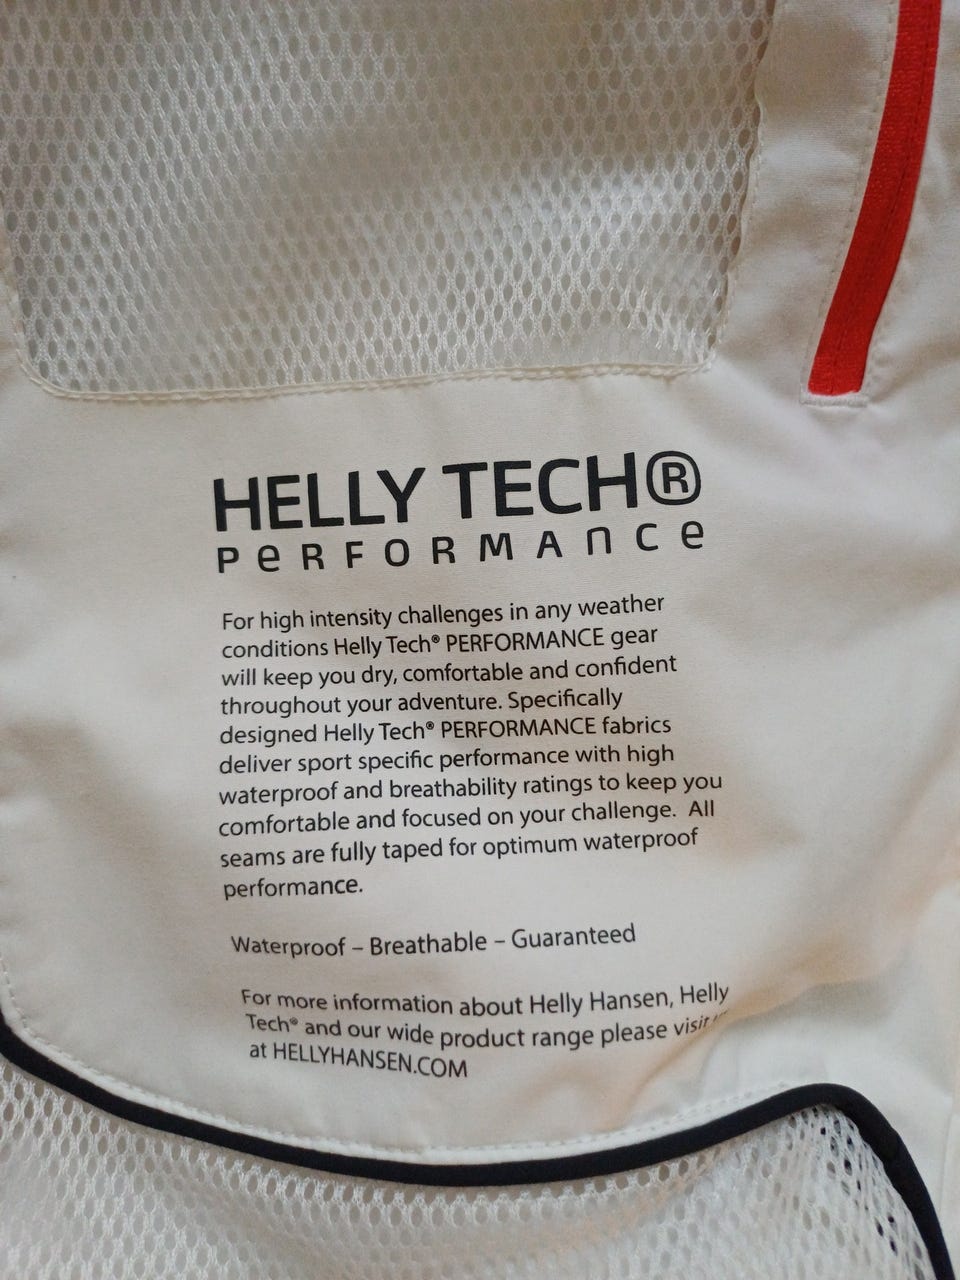 HELLY TECH®
PeRFORMAnCe
For high intensity challenges in any weather
conditions Helly Tech® PERFORMANCE gear
will keep you dry, comfortable and confident
throughout your adventure. Specifically
designed Helly Tech® PERFORMANCE fabrics
deliver sport specific performance with high
waterproof and breathability ratings to keep you
comfortable and focused on your challenge.  All
seams are fully taped for optimum waterproof
performance.
Waterproof – Breathable – Guaranteed
For more information about Helly Hansen, Helly
Tech® and our wide product range please visit
at HELLYHANSEN.COM